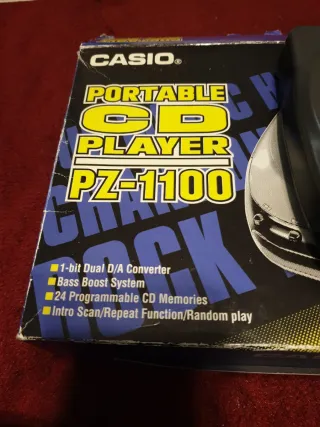 CASIO®
PORTABLE
CD
PLAYER
PZ-1100
ROCK
1-bit Dual D/A Converter
Bass Boost System
24 Programmable CD Memories
Intro Scan/Repeat Function/Random play